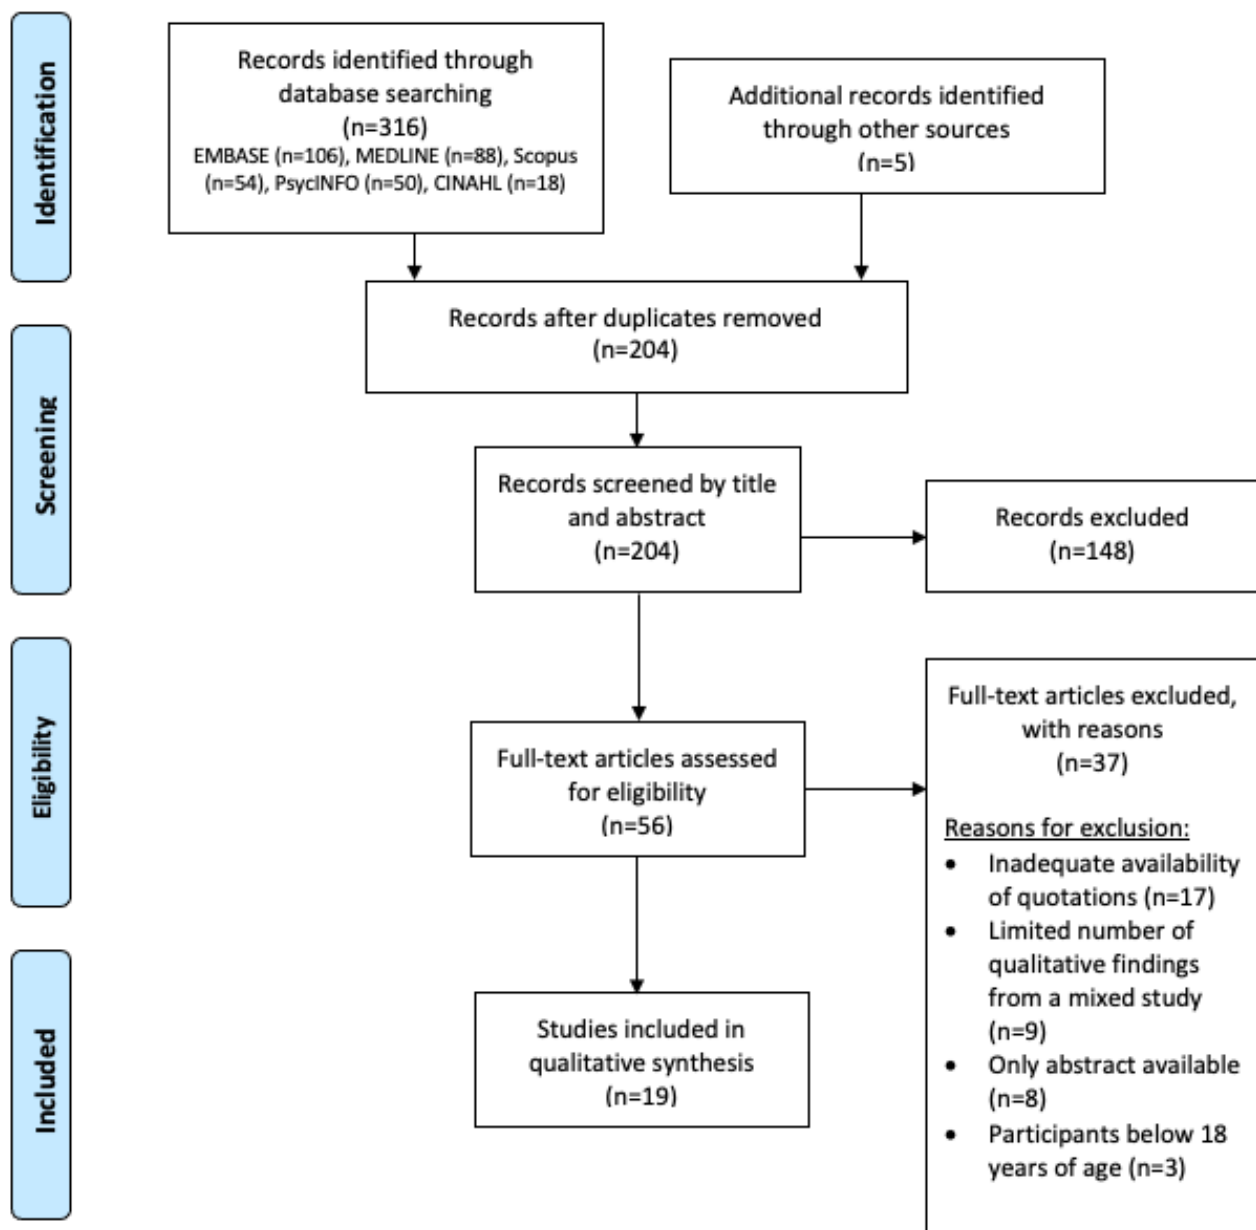 Identification
Records identified through
database searching
(n=316)
EMBASE (n=106), MEDLINE (n=88), Scopus
(n=54), PsycINFO (n=50), CINAHL (n=18)
Additional records identified
through other sources
(n=5)
Records after duplicates removed
(n=204)
Screening
Records screened by title
and abstract
(n=204)
Records excluded
(n=148)
Eligibility
Full-text articles assessed
for eligibility
(n=56)
Full-text articles excluded,
with reasons
(n=37)
Reasons for exclusion:
• Inadequate availability
of quotations (n=17)
• Limited number of
qualitative findings
from a mixed study
(n=9)
• Only abstract available
(n=8)
• Participants below 18
years of age (n=3)
Included
Studies included in
qualitative synthesis
(n=19)